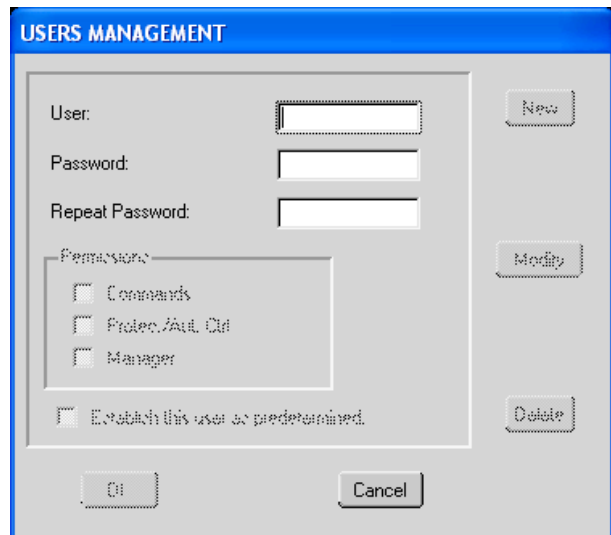 USERS MANAGEMENT
User:
New
Password:
Repeat Password:
Permissions
Modify
Commands
Protec./Aut. Ctrl
Manager
Establish this user as predetermined.
Delete
Cancel